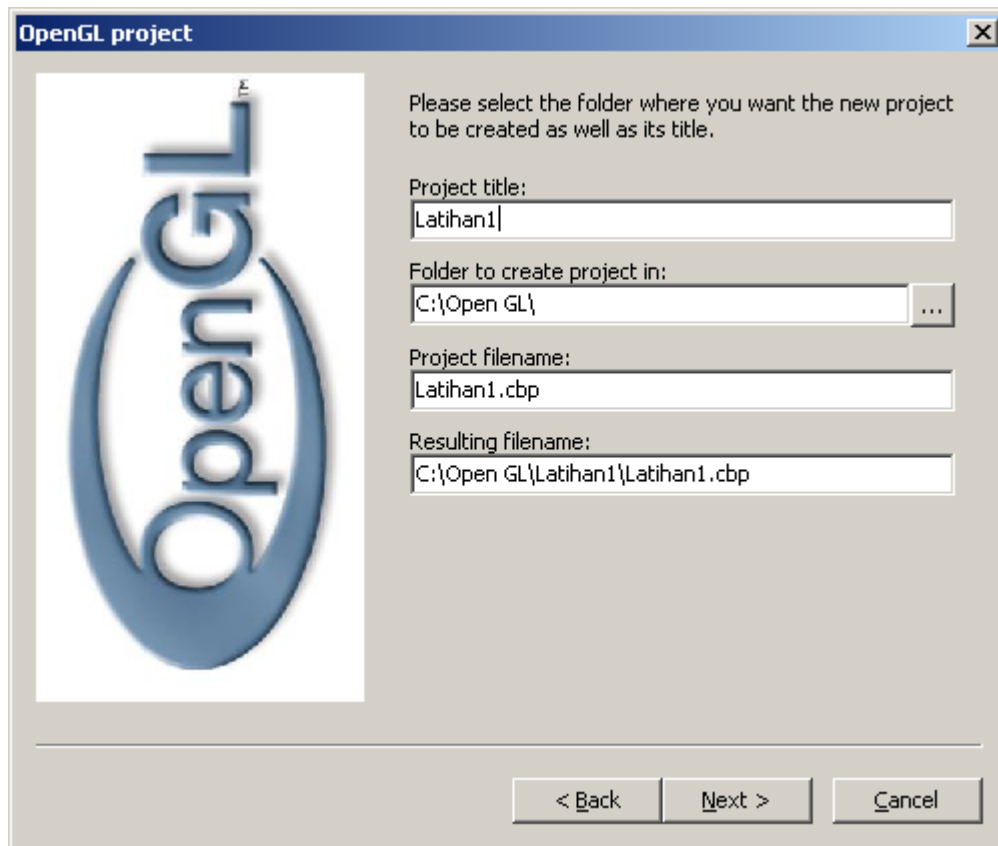 OpenGL project
OpenGL™
Please select the folder where you want the new project
to be created as well as its title.
Project title:
Latihan1
Folder to create project in:
C:\Open GL\
...
Project filename:
Latihan1.cbp
Resulting filename:
C:\Open GL\Latihan1\Latihan1.cbp
< Back
Next >
Cancel